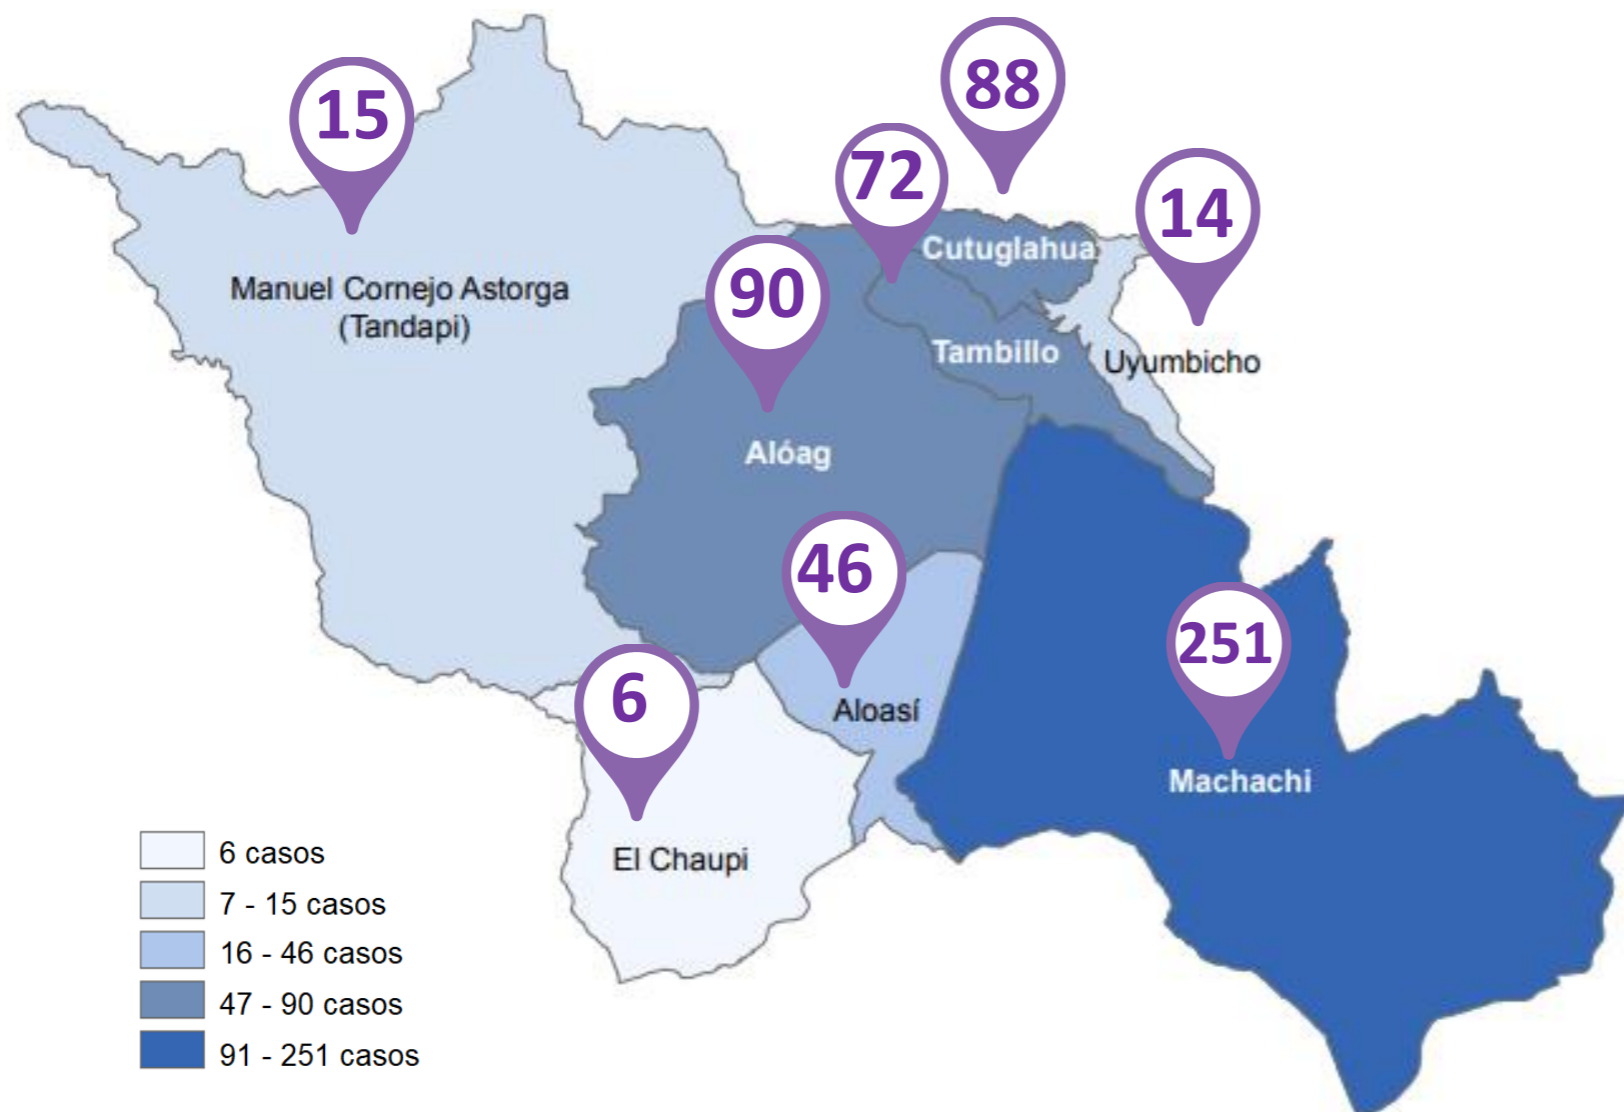 88
15
72
14
Cutuglahua
90
Manuel Cornejo Astorga
(Tandapi)
Tambillo
Uyumbicho
Alóag
46
251
6
Aloasí
Machachi
El Chaupi
6 casos
7 - 15 casos
16 - 46 casos
47 - 90 casos
91 - 251 casos